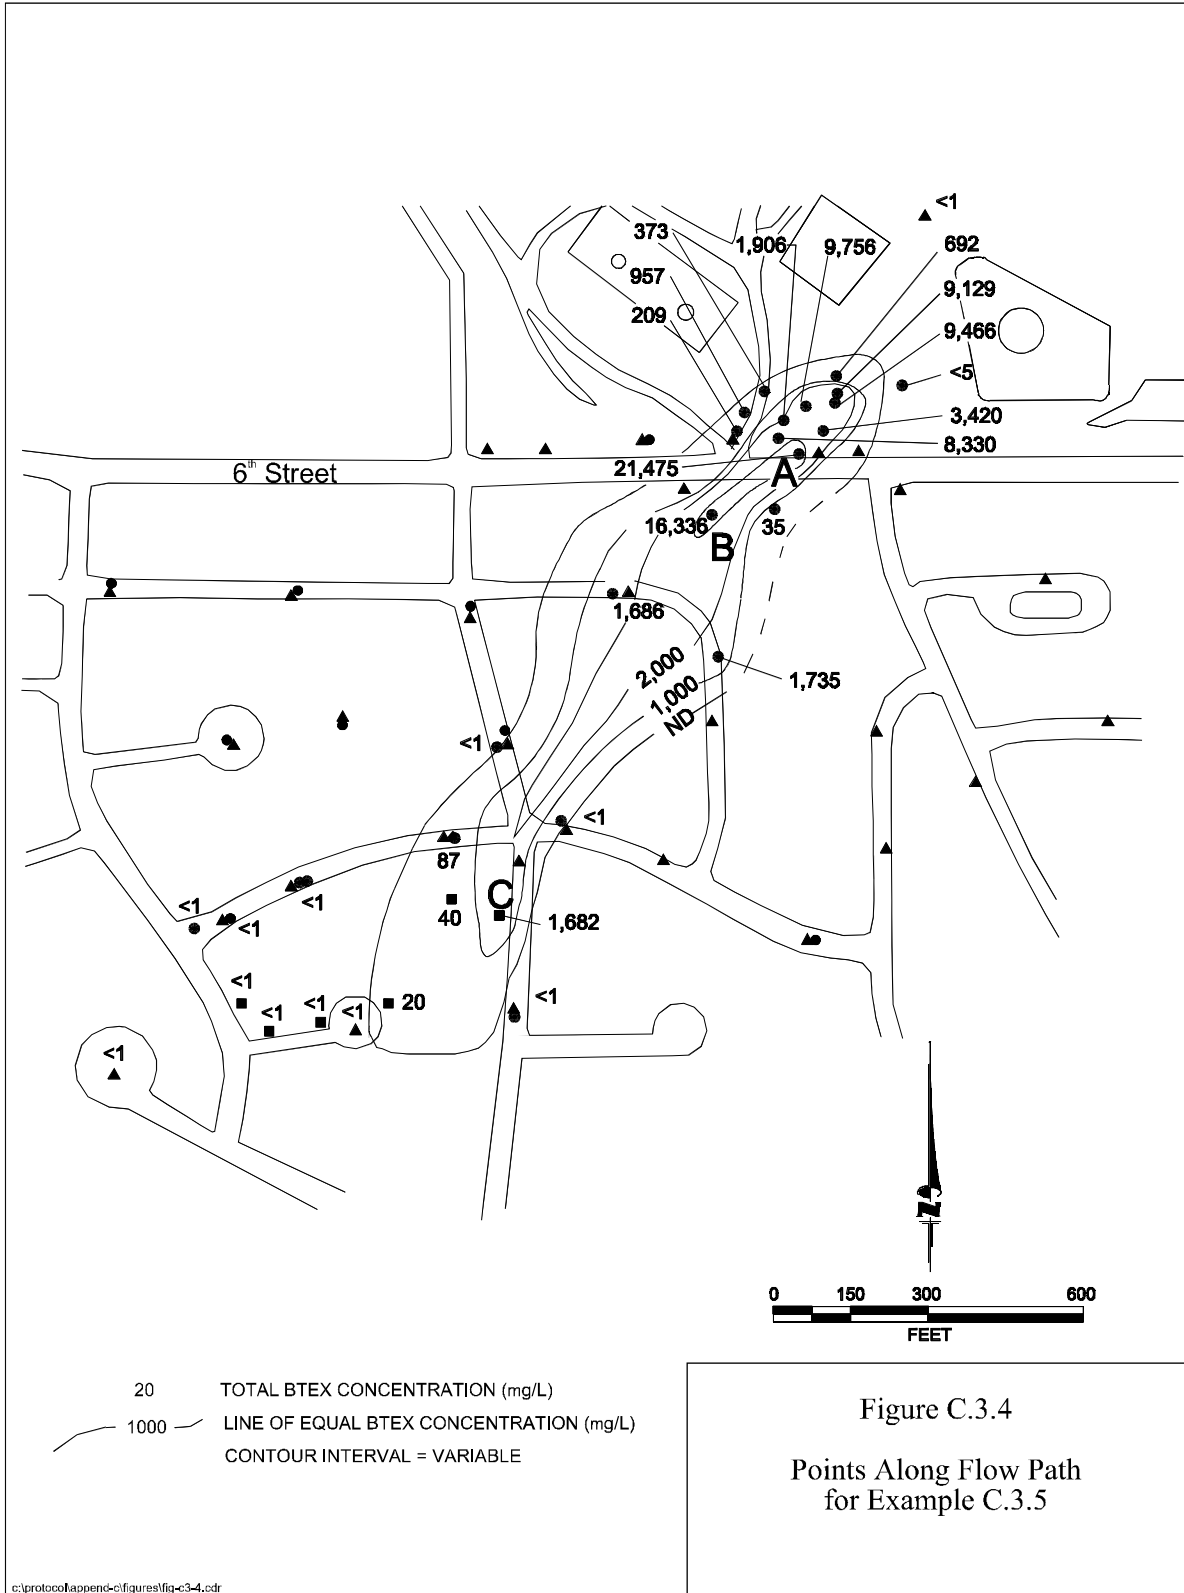 <1
373
1,906
9,756
692
957
9,129
209
9,466
<5
3,420
8,330
21,475
6th Street
A
16,336
35
B
1,686
2,000
1,000
ND
1,735
<1
<1
87
C
<1
<1
<1
40
1,682
<1
<1
<1
<1
20
<1
<1
N
0 150 300 600
FEET
20 TOTAL BTEX CONCENTRATION (mg/L)
1000 LINE OF EQUAL BTEX CONCENTRATION (mg/L)
CONTOUR INTERVAL = VARIABLE
Figure C.3.4
Points Along Flow Path
for Example C.3.5
c:\protocol\append-c\figures\fig-c3-4.cdr